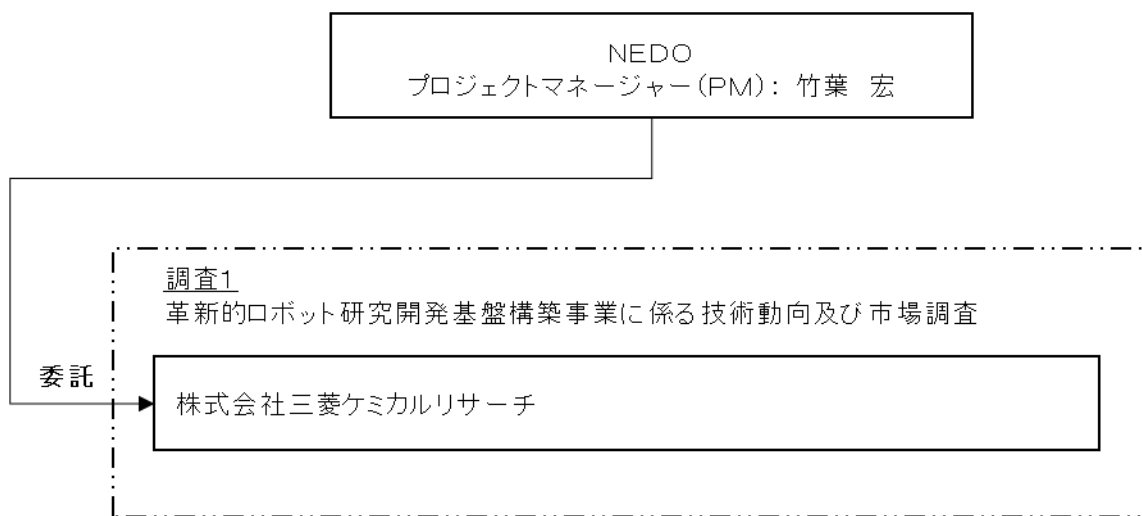 NEDO
プロジェクトマネージャー(PM): 竹葉 宏
調査1
革新的ロボット研究開発基盤構築事業に係る技術動向及び市場調査
委託
株式会社三菱ケミカルリサーチ